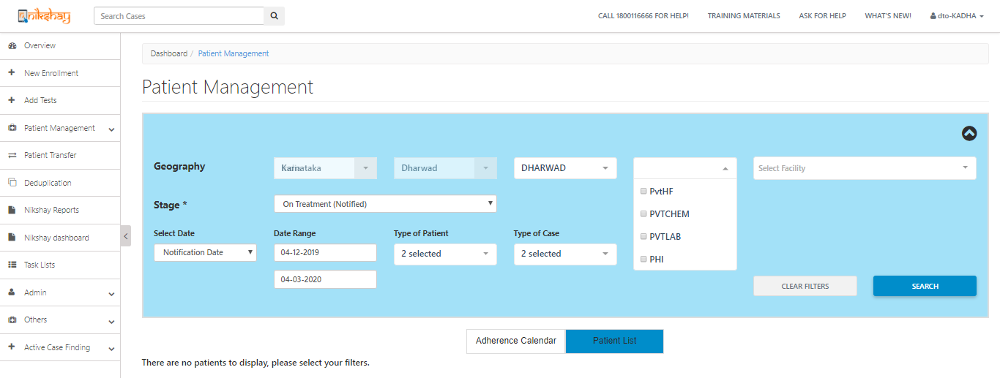 nikshay
Search Cases
CALL 1800116666 FOR HELP!
TRAINING MATERIALS
ASK FOR HELP
WHAT'S NEW!
dto-KADHA
Overview
New Enrollment
Add Tests
Patient Management
Patient Transfer
Deduplication
Nikshay Reports
Nikshay dashboard
Task Lists
Admin
Others
Active Case Finding
Dashboard / Patient Management
Patient Management
Geography
Karnataka
Dharwad
DHARWAD
Select Facility
PvtHF
PVTCHEM
PVTLAB
PHI
Stage *
On Treatment (Notified)
Select Date
Date Range
Type of Patient
Type of Case
Notification Date
04-12-2019
2 selected
2 selected
04-03-2020
CLEAR FILTERS
SEARCH
Adherence Calendar
Patient List
There are no patients to display, please select your filters.